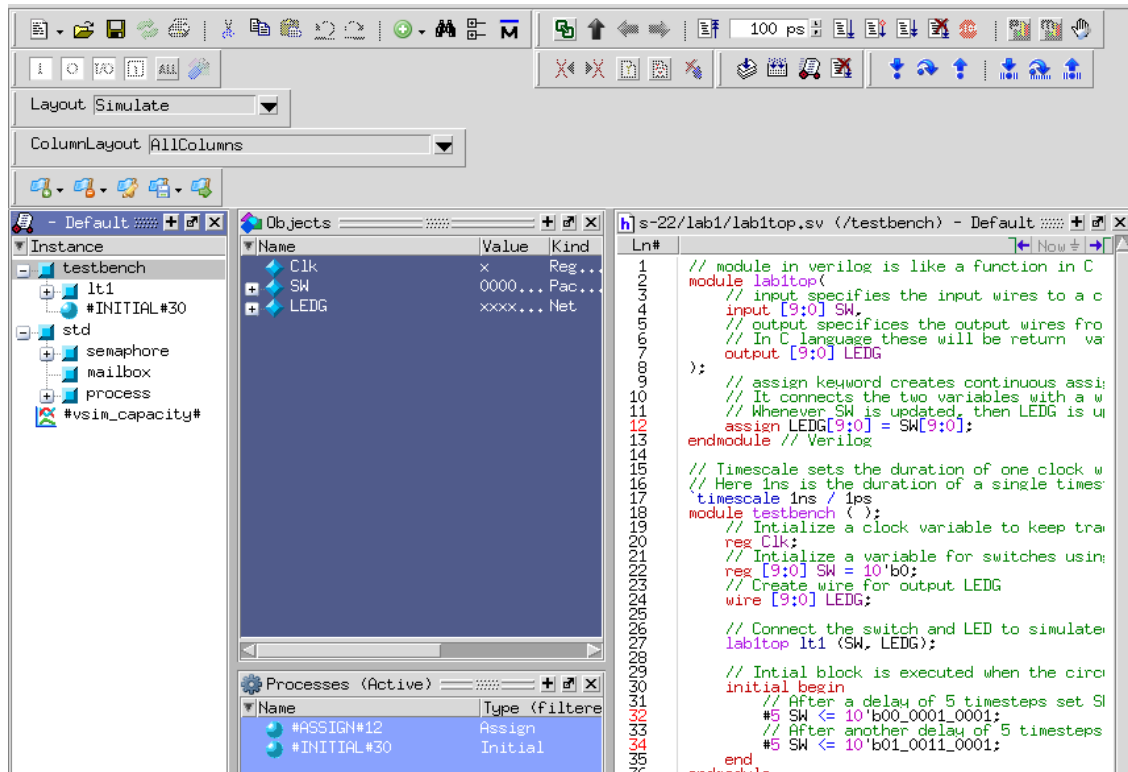 100 ps
I O I/O ALL
Layout Simulate
ColumnLayout AllColumns
- Default
Instance
testbench
lt1
#INITIAL#30
std
semaphore
mailbox
process
#vsim_capacity#
Objects
Name Value Kind
Clk x Reg...
SW 0000... Pac...
LEDG xxxx... Net
Processes (Active)
Name Type (filtere
#ASSIGN#12 Assign
#INITIAL#30 Initial
h s-22/lab1/lab1top.sv (/testbench) - Default
Ln# Now
1 // module in verilog is like a function in C
2 module lab1top(
3 // input specifies the input wires to a c
4 input [9:0] SW,
5 // output specifices the output wires fro
6 // In C language these will be return va
7 output [9:0] LEDG
8 );
9 // assign keyword creates continuous assi
10 // It connects the two variables with a w
11 // Whenever SW is updated, then LEDG is u
12 assign LEDG[9:0] = SW[9:0];
13 endmodule // Verilog
14
15 // Timescale sets the duration of one clock w
16 // Here 1ns is the duration of a single times
17 `timescale 1ns / 1ps
18 module testbench ( );
19 // Intialize a clock variable to keep tra
20 reg Clk;
21 // Intialize a variable for switches usin
22 reg [9:0] SW = 10'b0;
23 // Create wire for output LEDG
24 wire [9:0] LEDG;
25
26 // Connect the switch and LED to simulate
27 lab1top lt1 (SW, LEDG);
28
29 // Intial block is executed when the circ
30 initial begin
31 // After a delay of 5 timesteps set S
32 #5 SW <= 10'b00_0001_0001;
33 // After another delay of 5 timesteps
34 #5 SW <= 10'b01_0011_0001;
35 end
36 endmodule